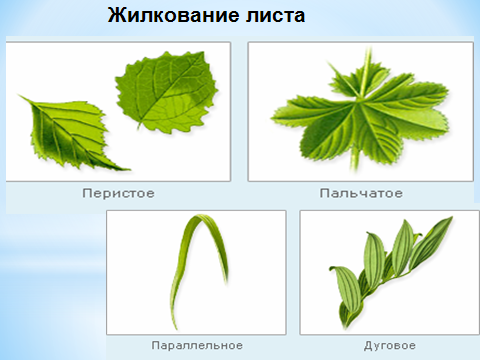 Жилкование листа
Перистое
Пальчатое
Параллельное
Дуговое